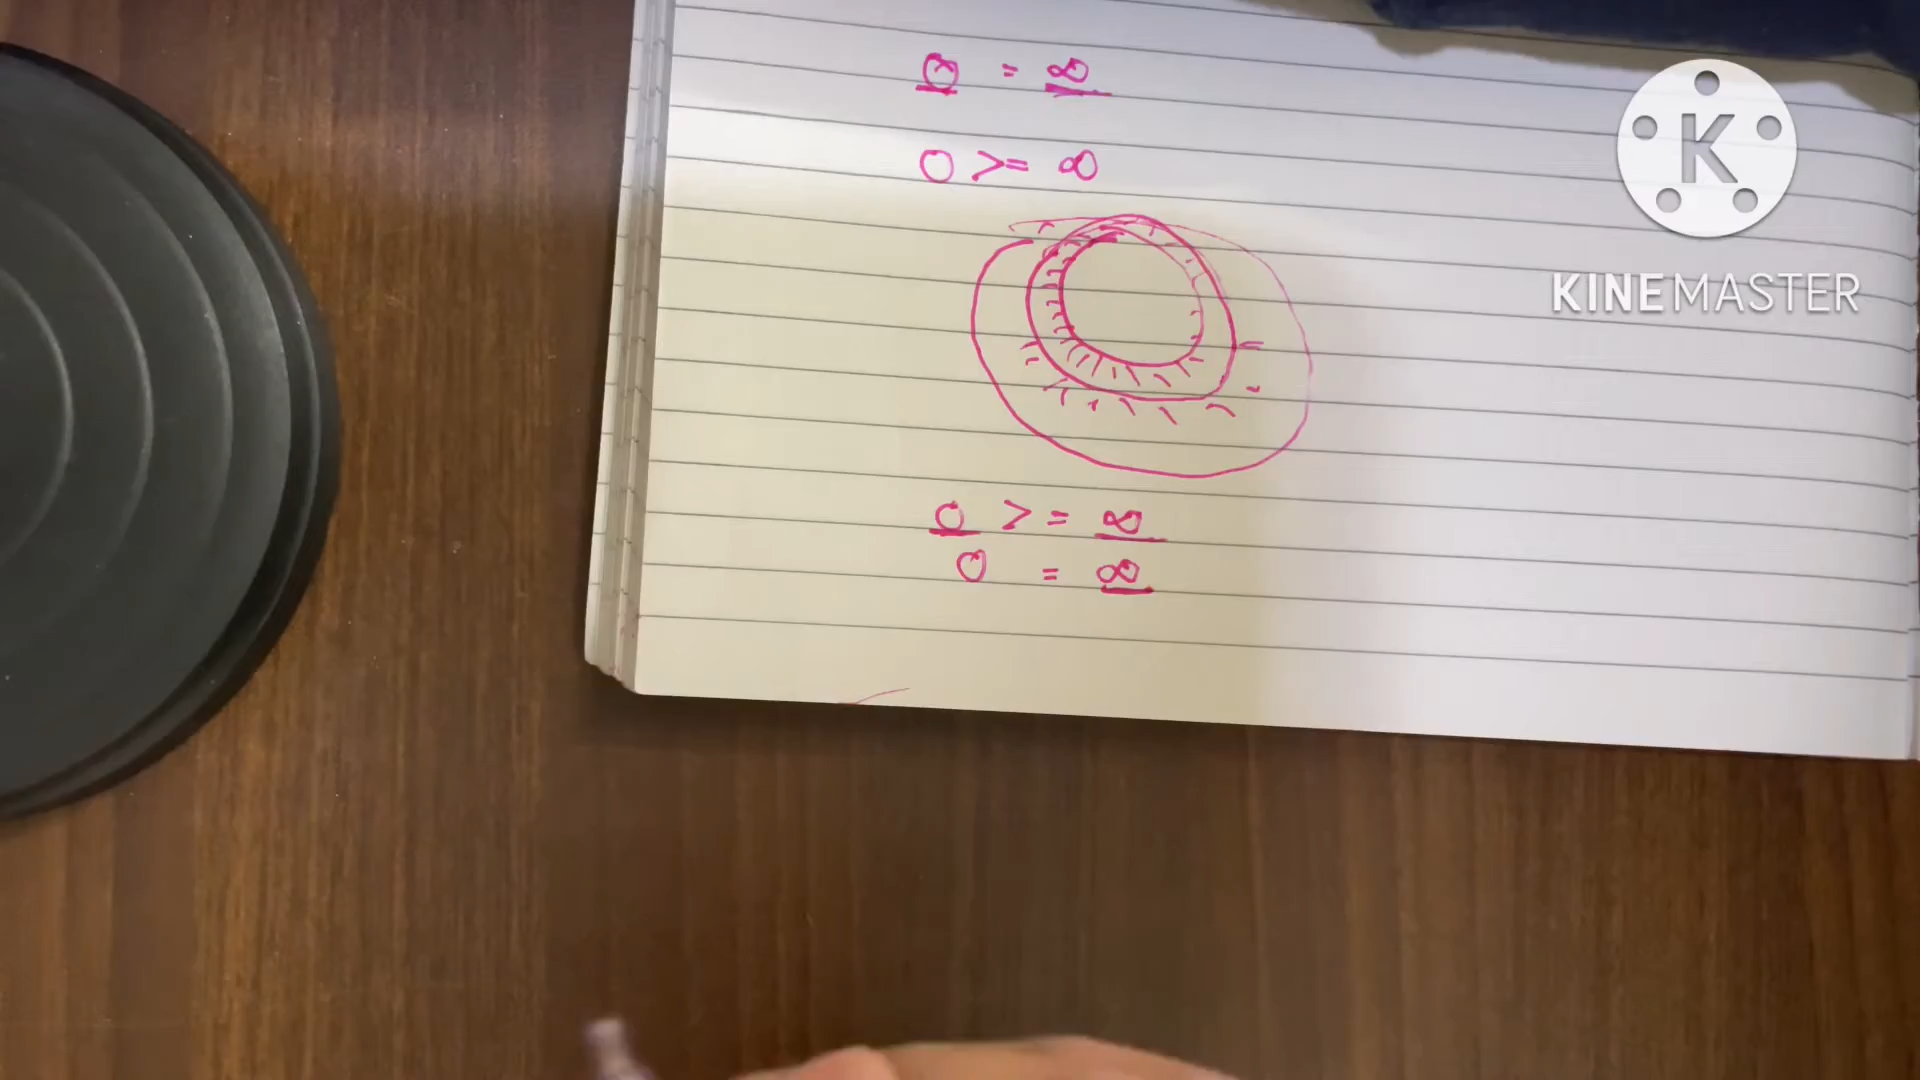 0 = ∞
0 >= ∞
0 >= ∞
0 = ∞
K
KINEMASTER